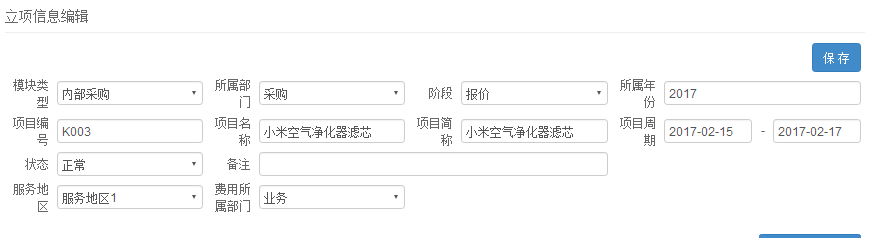 立项信息编辑
保 存
模块类型 内部采购 所属部门 采购 阶段 报价 所属年份 2017
项目编号 K003 项目名称 小米空气净化器滤芯 项目简称 小米空气净化器滤芯 项目周期 2017-02-15 - 2017-02-17
状态 正常 备注
服务地区 服务地区1 费用所属部门 业务